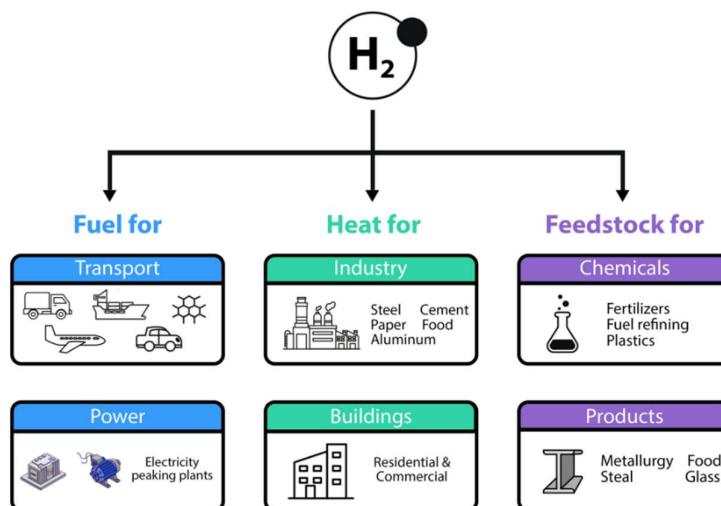 H2
Fuel for
Heat for
Feedstock for
Transport
Industry
Steel Cement
Paper Food
Aluminum
Chemicals
Fertilizers
Fuel refining
Plastics
Power
Electricity
peaking plants
Buildings
Residential &
Commercial
Products
Metallurgy Food
Steal Glass